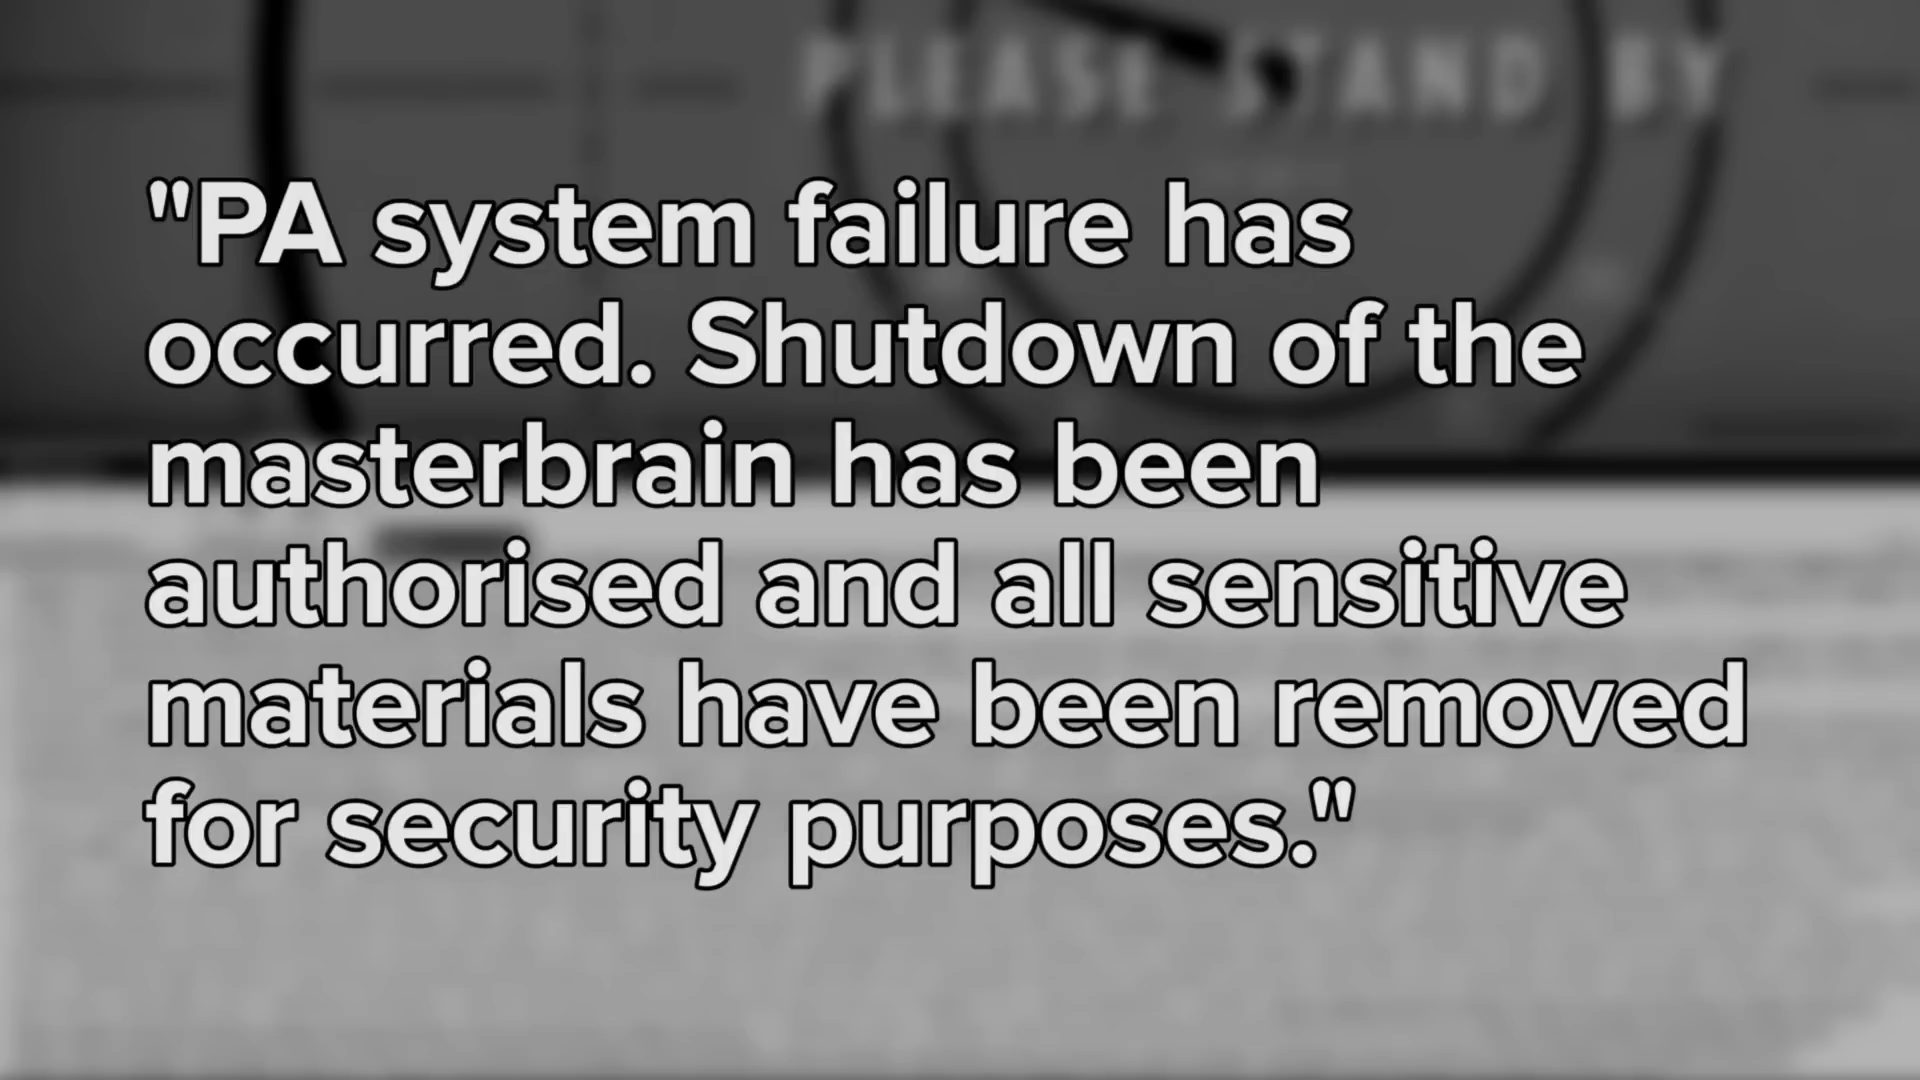 PLEASE STAND BY
"PA system failure has
occurred. Shutdown of the
masterbrain has been
authorised and all sensitive
materials have been removed
for security purposes."